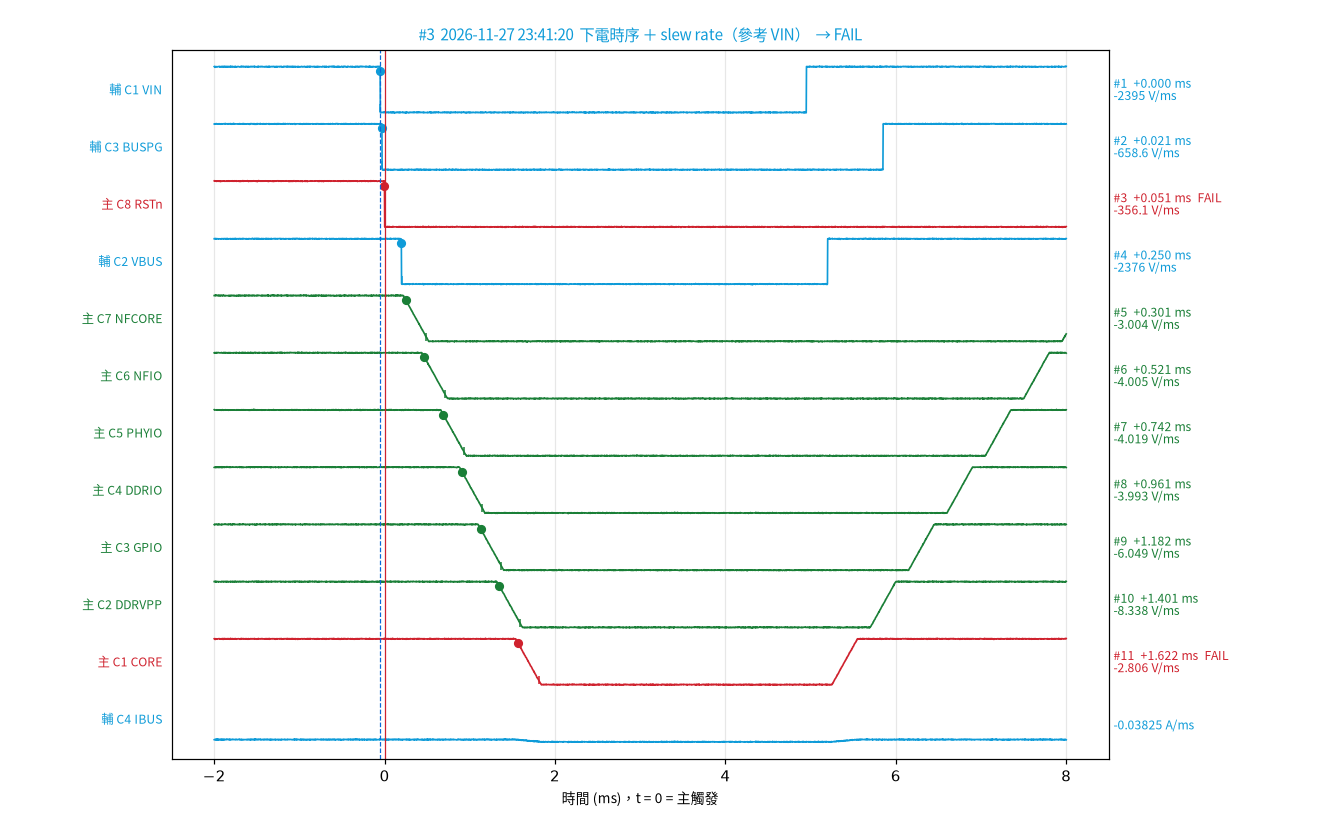 #3 2026-11-27 23:41:20 下電時序 ＋ slew rate（參考 VIN） → FAIL
輔 C1 VIN
#1 +0.000 ms
-2395 V/ms
輔 C3 BUSPG
#2 +0.021 ms
-658.6 V/ms
主 C8 RSTn
#3 +0.051 ms FAIL
-356.1 V/ms
輔 C2 VBUS
#4 +0.250 ms
-2376 V/ms
主 C7 NFCORE
#5 +0.301 ms
-3.004 V/ms
主 C6 NFIO
#6 +0.521 ms
-4.005 V/ms
主 C5 PHYIO
#7 +0.742 ms
-4.019 V/ms
主 C4 DDRIO
#8 +0.961 ms
-3.993 V/ms
主 C3 GPIO
#9 +1.182 ms
-6.049 V/ms
主 C2 DDRVPP
#10 +1.401 ms
-8.338 V/ms
主 C1 CORE
#11 +1.622 ms FAIL
-2.806 V/ms
輔 C4 IBUS
-0.03825 A/ms
−2 0 2 4 6 8
時間 (ms)，t = 0 = 主觸發